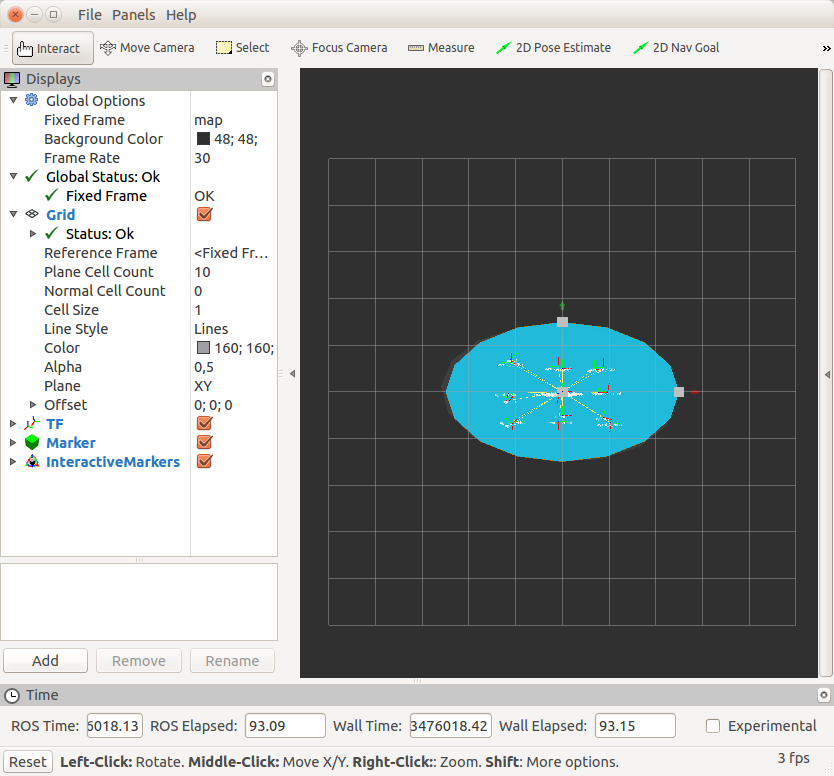 File Panels Help
Interact Move Camera Select Focus Camera Measure 2D Pose Estimate 2D Nav Goal »
Displays
Global Options
Fixed Frame map
Background Color 48; 48;
Frame Rate 30
Global Status: Ok
Fixed Frame OK
Grid
Status: Ok
Reference Frame <Fixed Fr...
Plane Cell Count 10
Normal Cell Count 0
Cell Size 1
Line Style Lines
Color 160; 160;
Alpha 0,5
Plane XY
Offset 0; 0; 0
TF
Marker
InteractiveMarkers
Add Remove Rename
Time
ROS Time: 6018.13 ROS Elapsed: 93.09 Wall Time: 3476018.42 Wall Elapsed: 93.15 Experimental
Reset Left-Click: Rotate. Middle-Click: Move X/Y. Right-Click:: Zoom. Shift: More options. 3 fps